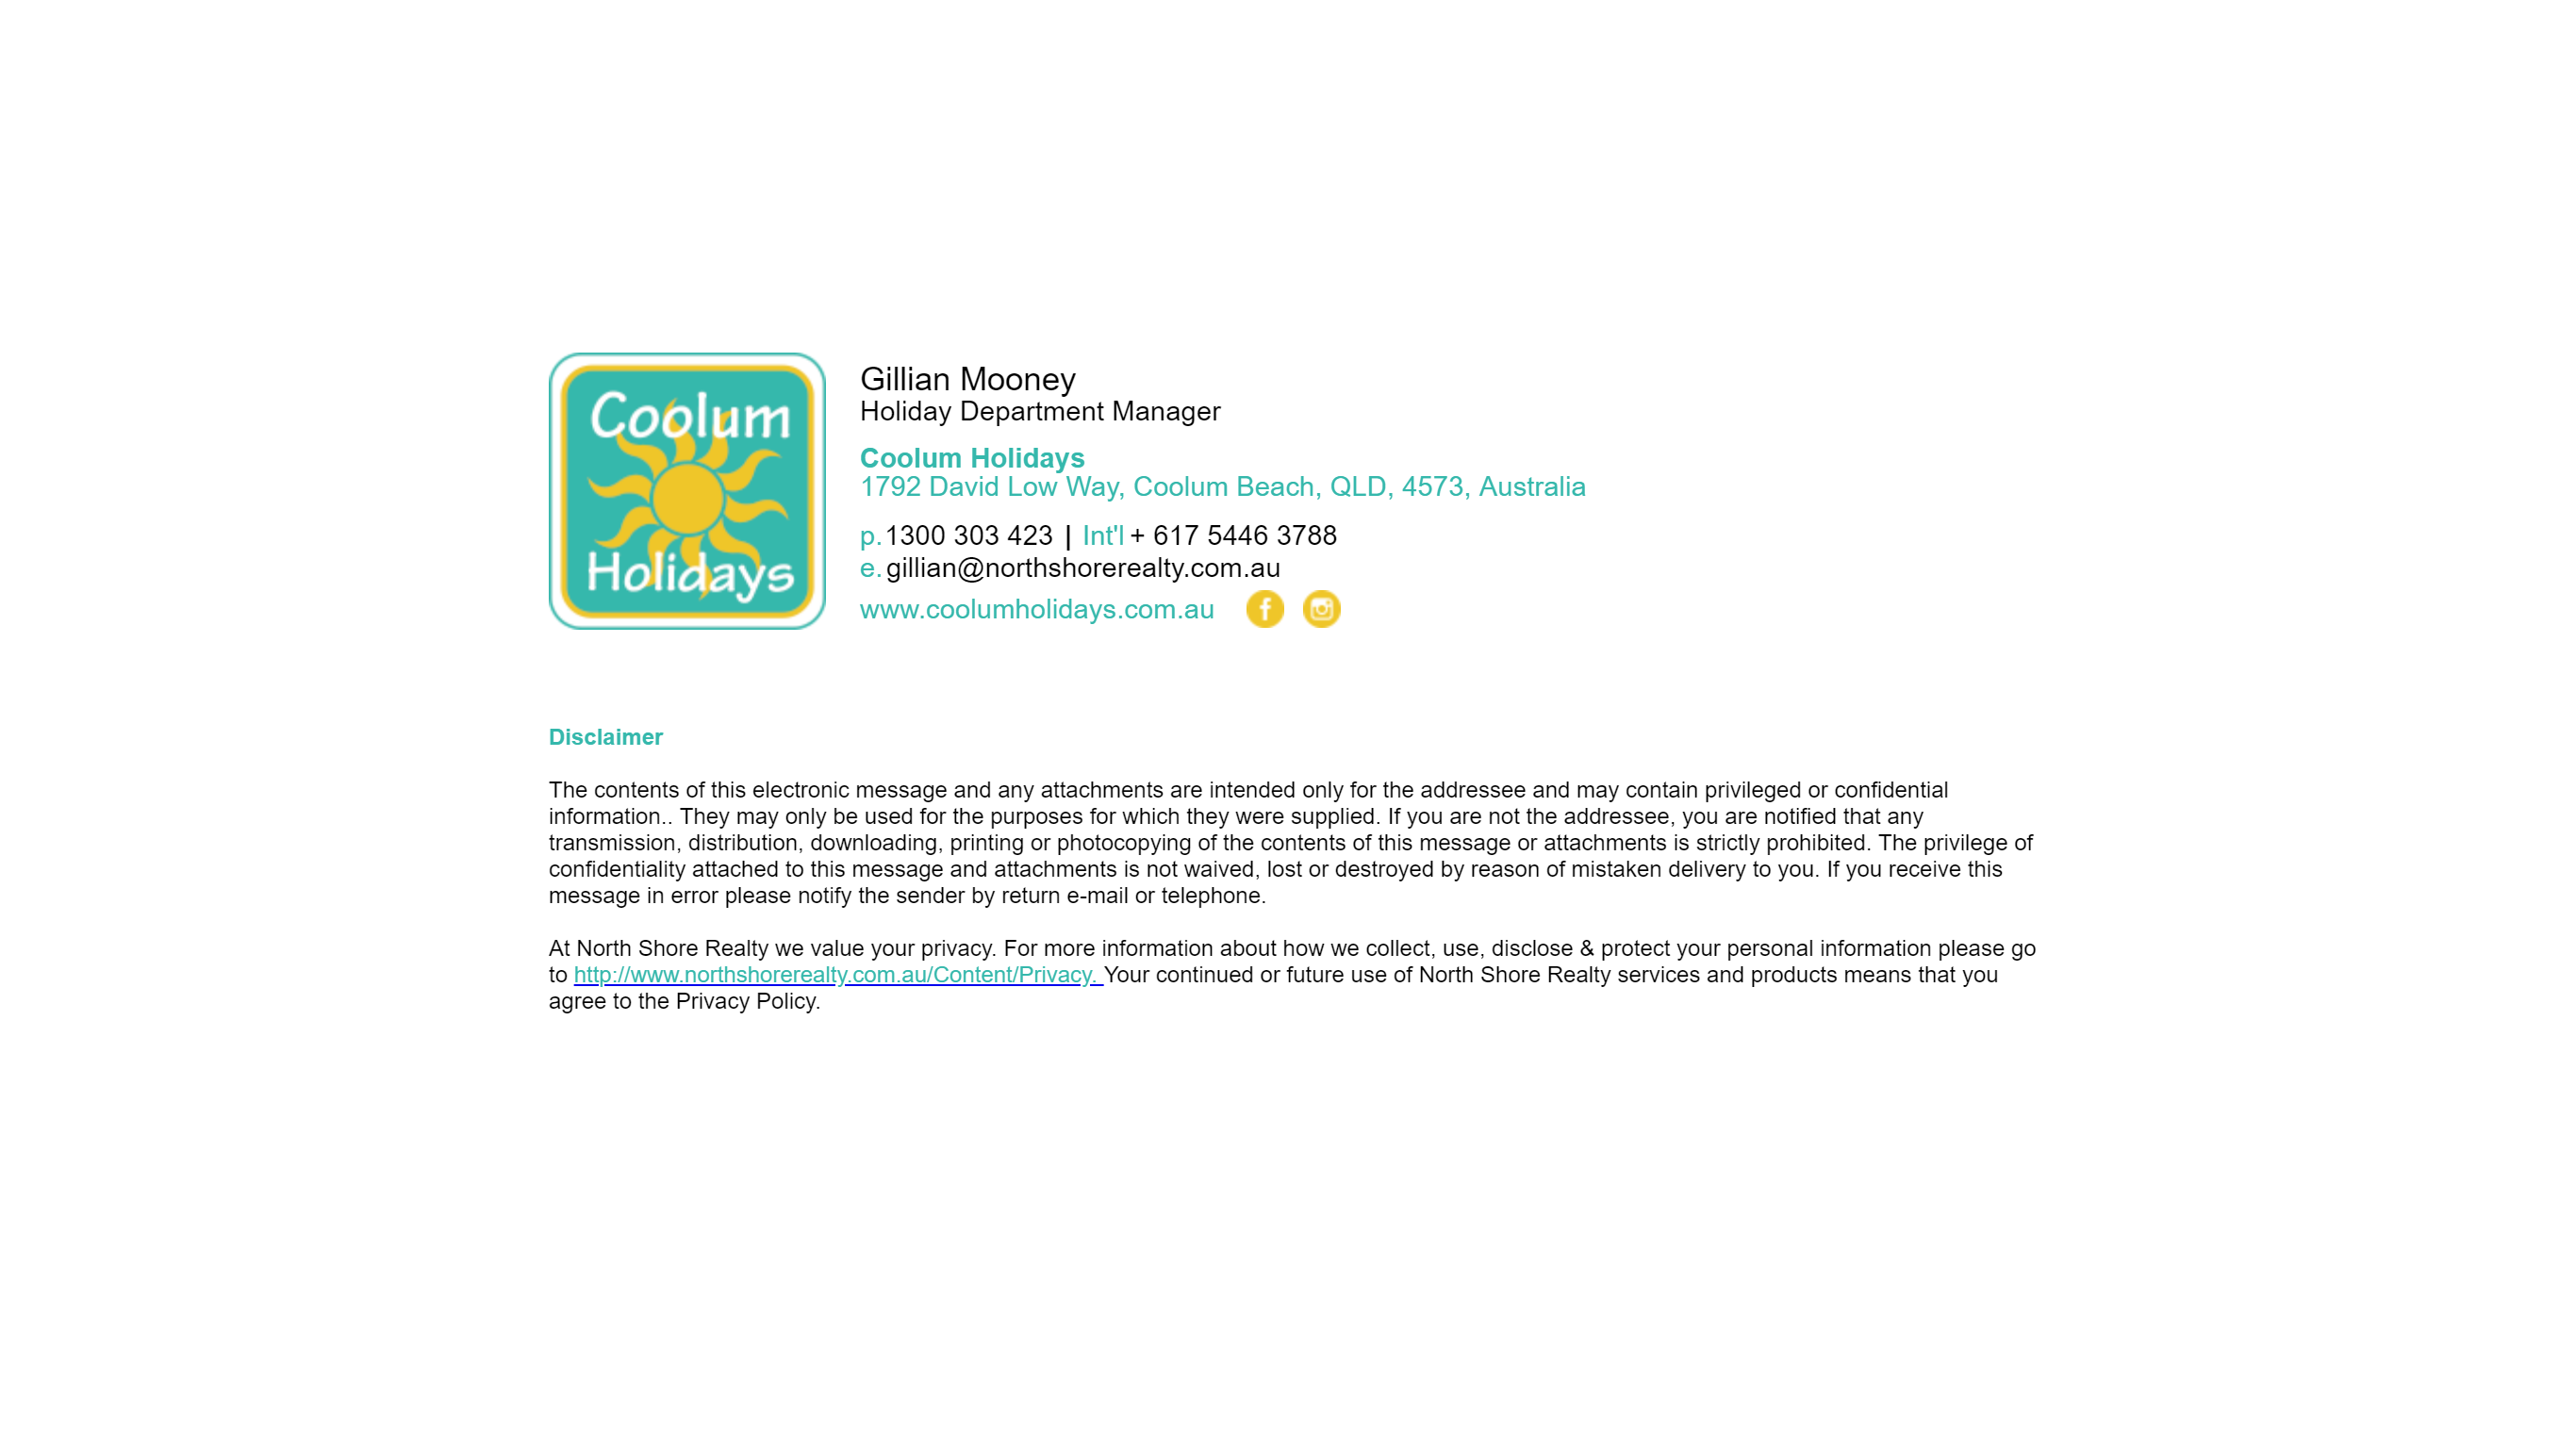 Coolum
Holidays
Gillian Mooney
Holiday Department Manager
Coolum Holidays
1792 David Low Way, Coolum Beach, QLD, 4573, Australia
p. 1300 303 423 | Int'l + 617 5446 3788
e. gillian@northshorerealty.com.au
www.coolumholidays.com.au
Disclaimer
The contents of this electronic message and any attachments are intended only for the addressee and may contain privileged or confidential
information.. They may only be used for the purposes for which they were supplied. If you are not the addressee, you are notified that any
transmission, distribution, downloading, printing or photocopying of the contents of this message or attachments is strictly prohibited. The privilege of
confidentiality attached to this message and attachments is not waived, lost or destroyed by reason of mistaken delivery to you. If you receive this
message in error please notify the sender by return e-mail or telephone.
At North Shore Realty we value your privacy. For more information about how we collect, use, disclose & protect your personal information please go
to http://www.northshorerealty.com.au/Content/Privacy. Your continued or future use of North Shore Realty services and products means that you
agree to the Privacy Policy.